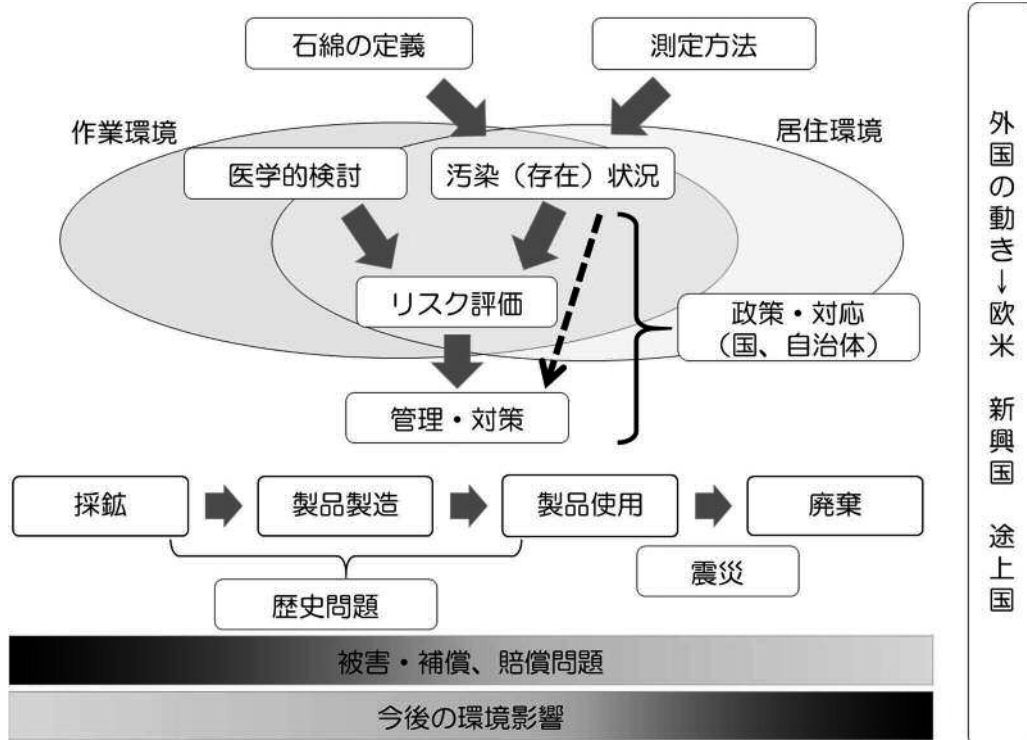 石綿の定義
測定方法
作業環境
居住環境
医学的検討
汚染（存在）状況
リスク評価
政策・対応
（国、自治体）
管理・対策
採鉱
製品製造
製品使用
廃棄
震災
歴史問題
被害・補償、賠償問題
今後の環境影響
外国の動き→欧米　新興国　途上国